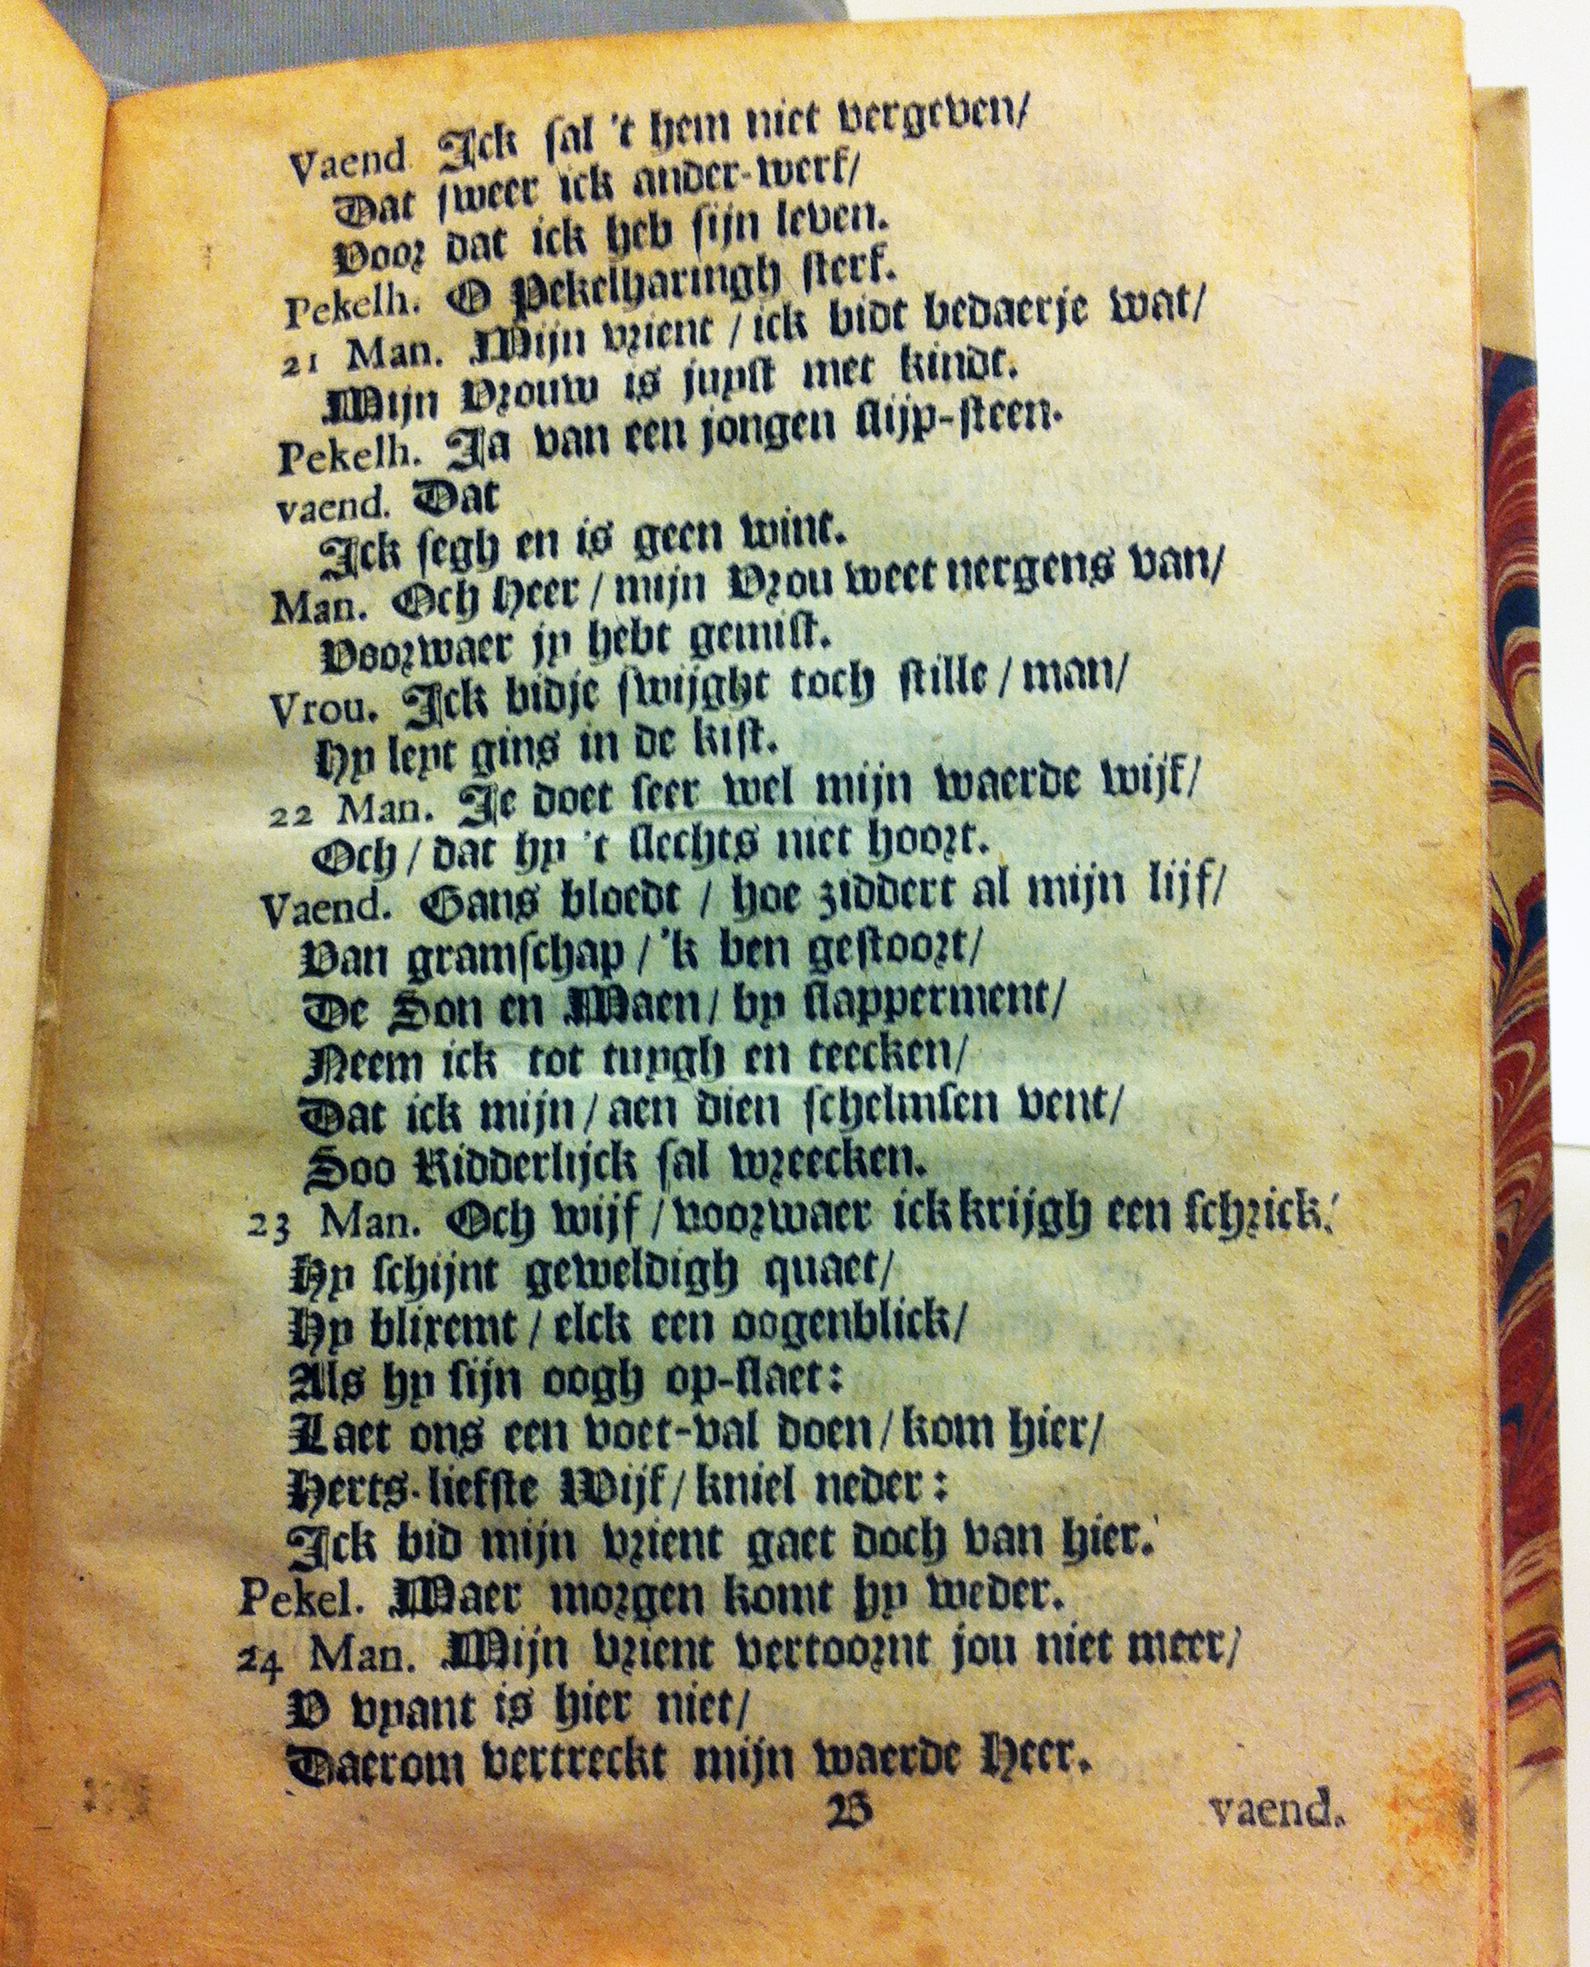 Vaend. Ick sal 't hem niet vergeven/
Dat sweer ick ander-werf/
Voor dat ick heb sijn leven.
Pekelh. O Pekelharingh sterf.
21 Man. Mijn vrient / ick bidt bedaerje wat/
Mijn Vrouw is juyst met kindt.
Pekelh. Ja van een jongen slijp-steen.
vaend. Dat
Ick segh en is geen wint.
Man. Och Heer / mijn Vrou weet nergens van/
Voorwaer jy hebt gemist.
Vrou. Ick bidje swijght toch stille / man/
Hy leyt gins in de kist.
22 Man. Je doet seer wel mijn waerde wijf/
Och / dat hy 't slechts niet hoort.
Vaend. Gans bloedt / hoe ziddert al mijn lijf/
Van gramschap / 'k ben gestoort/
De Son en Maen / by slapperment/
Neem ick tot tuygh en teecken/
Dat ick mijn / aen dien schelmsen vent/
Soo Ridderlijck sal wreecken.
23 Man. Och wijf / voorwaer ick krijgh een schrick/
Hy schijnt geweldigh quaet/
Hy blixemt / elck een oogenblick/
Als hy sijn oogh op-slaet:
Laet ons een voet-val doen / kom hier/
Herts-liefste Wijf / kniel neder:
Ick bid mijn vrient gaet doch van hier.
Pekel. Maer morgen komt hy weder.
24 Man. Mijn vrient vertoornt jou niet meer/
V vyant is hier niet/
Daerom vertreckt mijn waerde Heer.
B vaend.